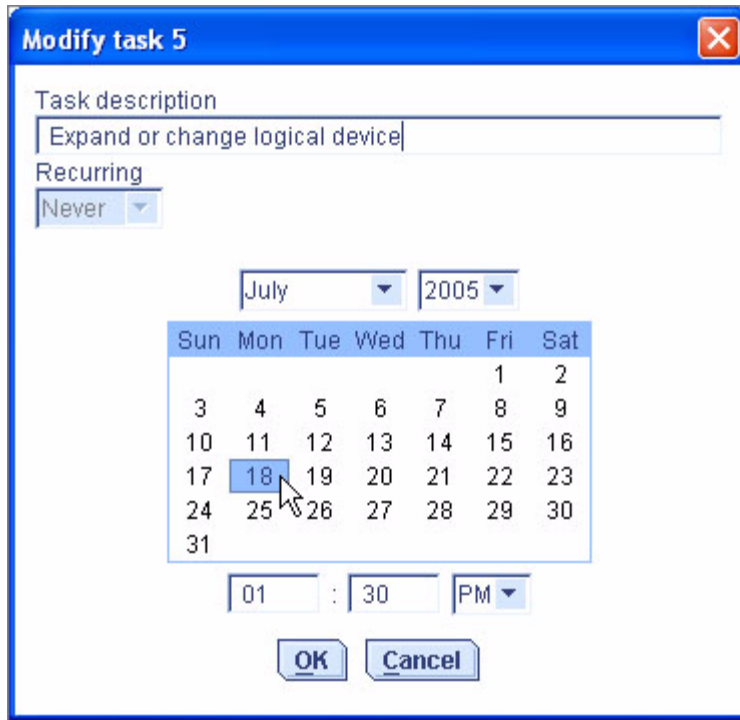 Modify task 5
Task description
Expand or change logical device
Recurring
Never
July 2005
Sun Mon Tue Wed Thu Fri Sat
1 2
3 4 5 6 7 8 9
10 11 12 13 14 15 16
17 18 19 20 21 22 23
24 25 26 27 28 29 30
31
01 : 30 PM
OK Cancel